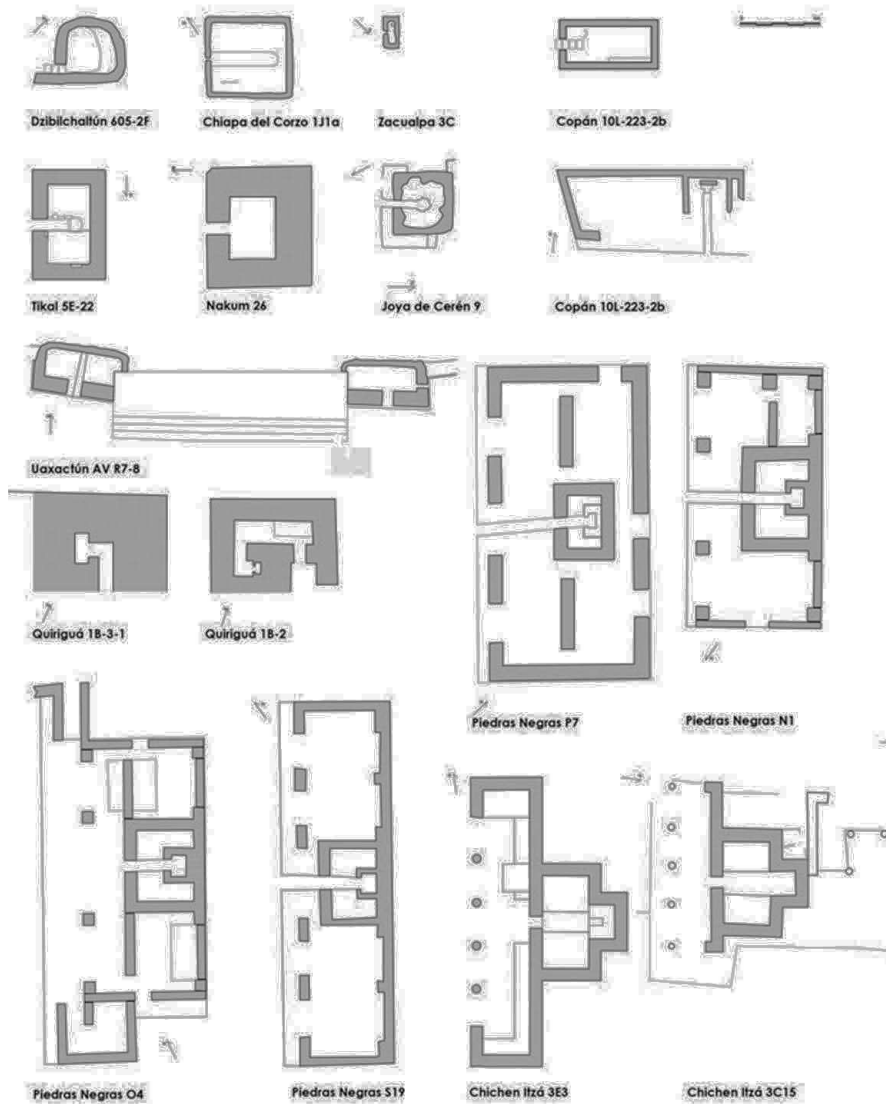 Dzibilchaltún 605-2F
Chiapa del Corzo 1J1a
Zacualpa 3C
Copán 10L-223-2b
Tikal 5E-22
Nakum 26
Joya de Cerén 9
Copán 10L-223-2b
Uaxactún AV R7-8
Quiriguá 1B-3-1
Quiriguá 1B-2
Piedras Negras P7
Piedras Negras N1
Piedras Negras O4
Piedras Negras S19
Chichen Itzá 3E3
Chichen Itzá 3C15